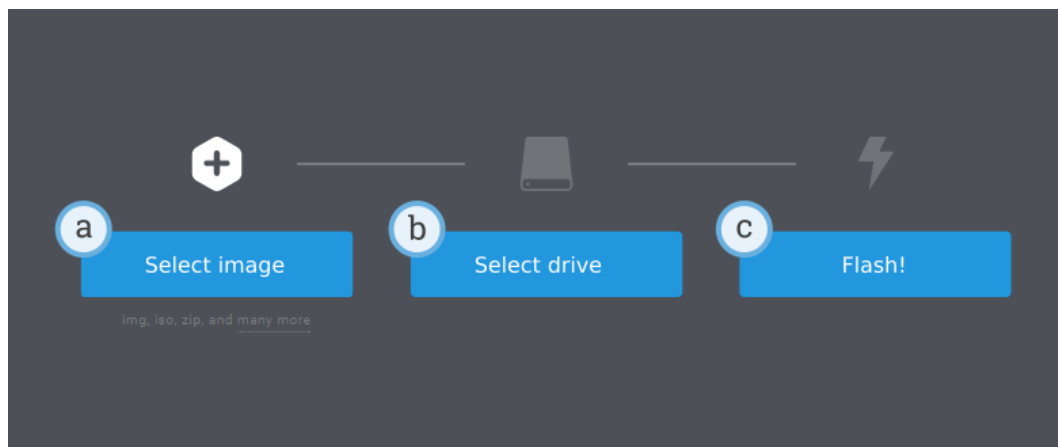 a
Select image
b
Select drive
c
Flash!
img, iso, zip, and many more